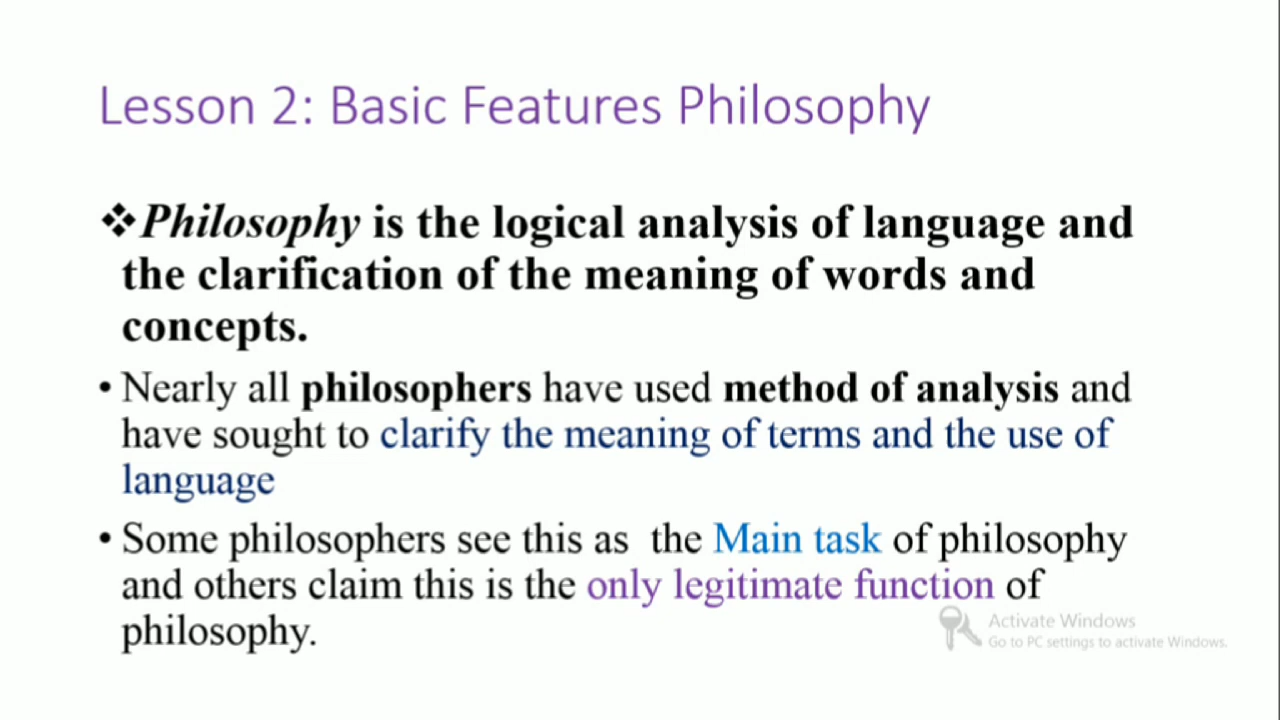 Lesson 2: Basic Features Philosophy
❖Philosophy is the logical analysis of language and
the clarification of the meaning of words and
concepts.
• Nearly all philosophers have used method of analysis and
have sought to clarify the meaning of terms and the use of
language
• Some philosophers see this as the Main task of philosophy
and others claim this is the only legitimate function of
philosophy.
Activate Windows
Go to PC settings to activate Windows.